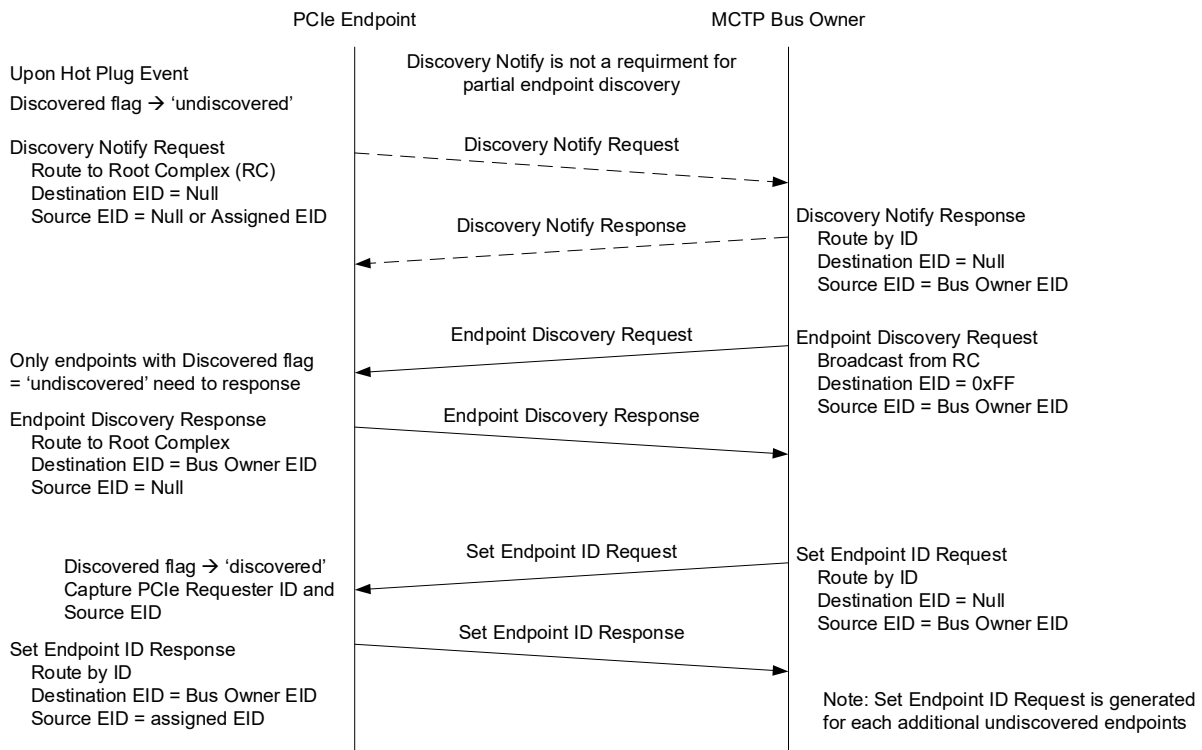 PCIe Endpoint
MCTP Bus Owner
Upon Hot Plug Event
Discovered flag → ‘undiscovered’
Discovery Notify is not a requirment for
partial endpoint discovery
Discovery Notify Request
Route to Root Complex (RC)
Destination EID = Null
Source EID = Null or Assigned EID
Discovery Notify Request
Discovery Notify Response
Discovery Notify Response
Route by ID
Destination EID = Null
Source EID = Bus Owner EID
Endpoint Discovery Request
Endpoint Discovery Request
Broadcast from RC
Destination EID = 0xFF
Source EID = Bus Owner EID
Only endpoints with Discovered flag
= ‘undiscovered’ need to response
Endpoint Discovery Response
Route to Root Complex
Destination EID = Bus Owner EID
Source EID = Null
Endpoint Discovery Response
Set Endpoint ID Request
Set Endpoint ID Request
Route by ID
Destination EID = Null
Source EID = Bus Owner EID
Discovered flag → ‘discovered’
Capture PCIe Requester ID and
Source EID
Set Endpoint ID Response
Set Endpoint ID Response
Route by ID
Destination EID = Bus Owner EID
Source EID = assigned EID
Note: Set Endpoint ID Request is generated
for each additional undiscovered endpoints